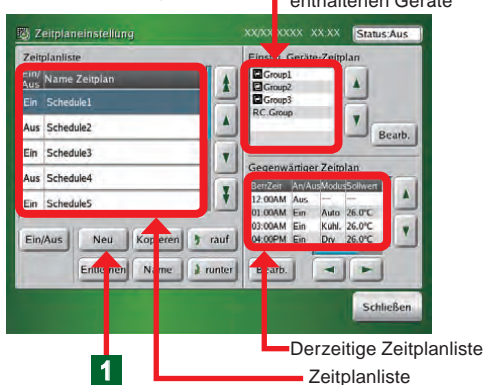 enthaltenen Geräte
Zeitplaneinstellung
XX/XX XXXX XX:XX
Status:Aus
Zeitplanliste
Ein/Aus Name Zeitplan
Ein Schedule1
Aus Schedule2
Ein Schedule3
Aus Schedule4
Ein Schedule5
Ein/Aus Neu Kopieren rauf
Entfernen Name runter
Geräte-Zeitplan
Group1
Group2
Group3
RC.Group
Bearb.
Gegenwärtiger Zeitplan
An/Aus Modus Sollwert
12:00AM Aus --- ---
01:00AM Ein Auto 26.0°C
03:00AM Ein Kühl. 26.0°C
04:00PM Ein Dry 26.0°C
Bearb.
Schließen
1
Derzeitige Zeitplanliste
Zeitplanliste